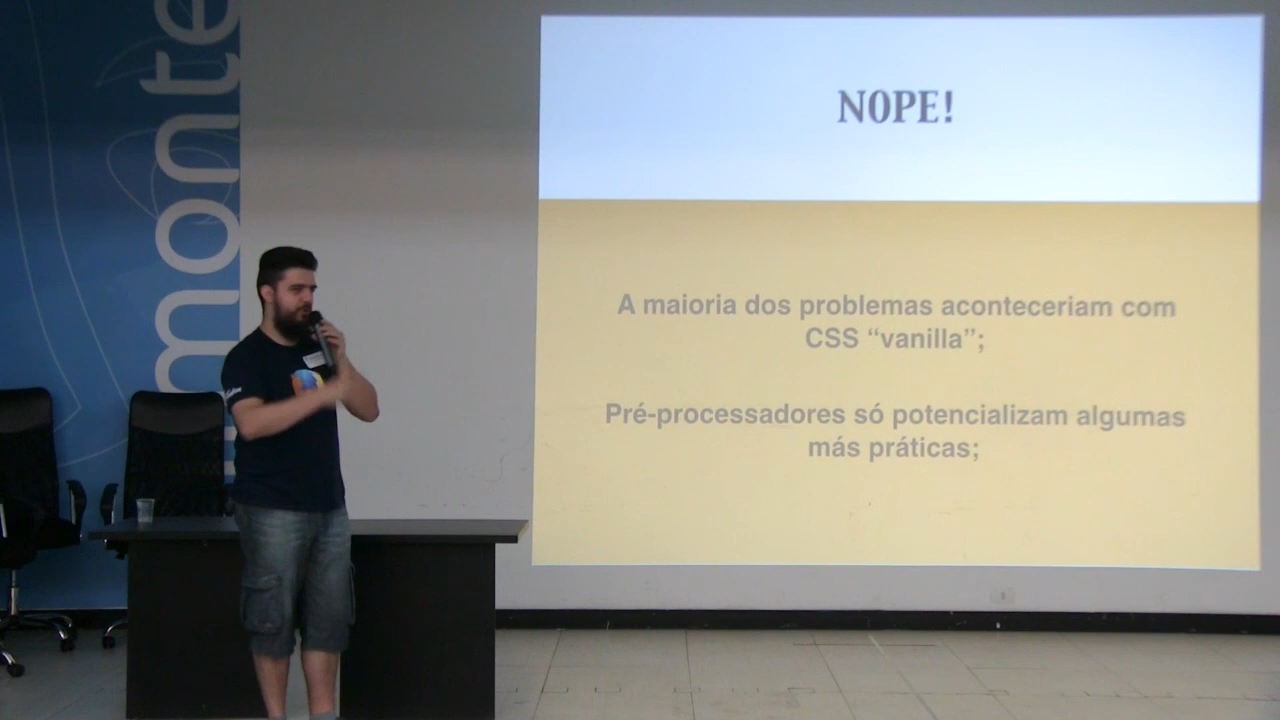 monte
NOPE!
A maioria dos problemas aconteceriam com
CSS “vanilla”;
Pré-processadores só potencializam algumas
más práticas;